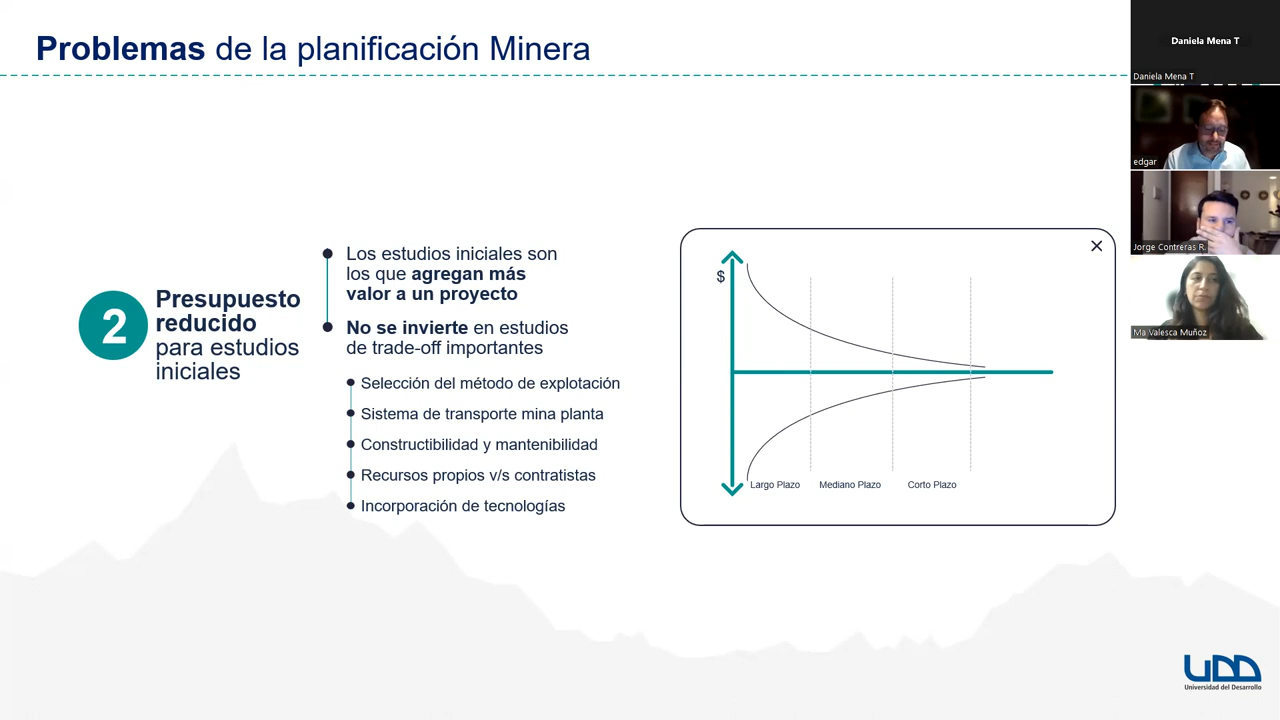 Problemas de la planificación Minera
2
Presupuesto
reducido
para estudios
iniciales
Los estudios iniciales son
los que agregan más
valor a un proyecto
No se invierte en estudios
de trade-off importantes
Selección del método de explotación
Sistema de transporte mina planta
Constructibilidad y mantenibilidad
Recursos propios v/s contratistas
Incorporación de tecnologías
$
Largo Plazo
Mediano Plazo
Corto Plazo
Daniela Mena T
Daniela Mena T
edgar
Jorge Contreras R.
Ma Valesca Muñoz
UDD
Universidad del Desarrollo